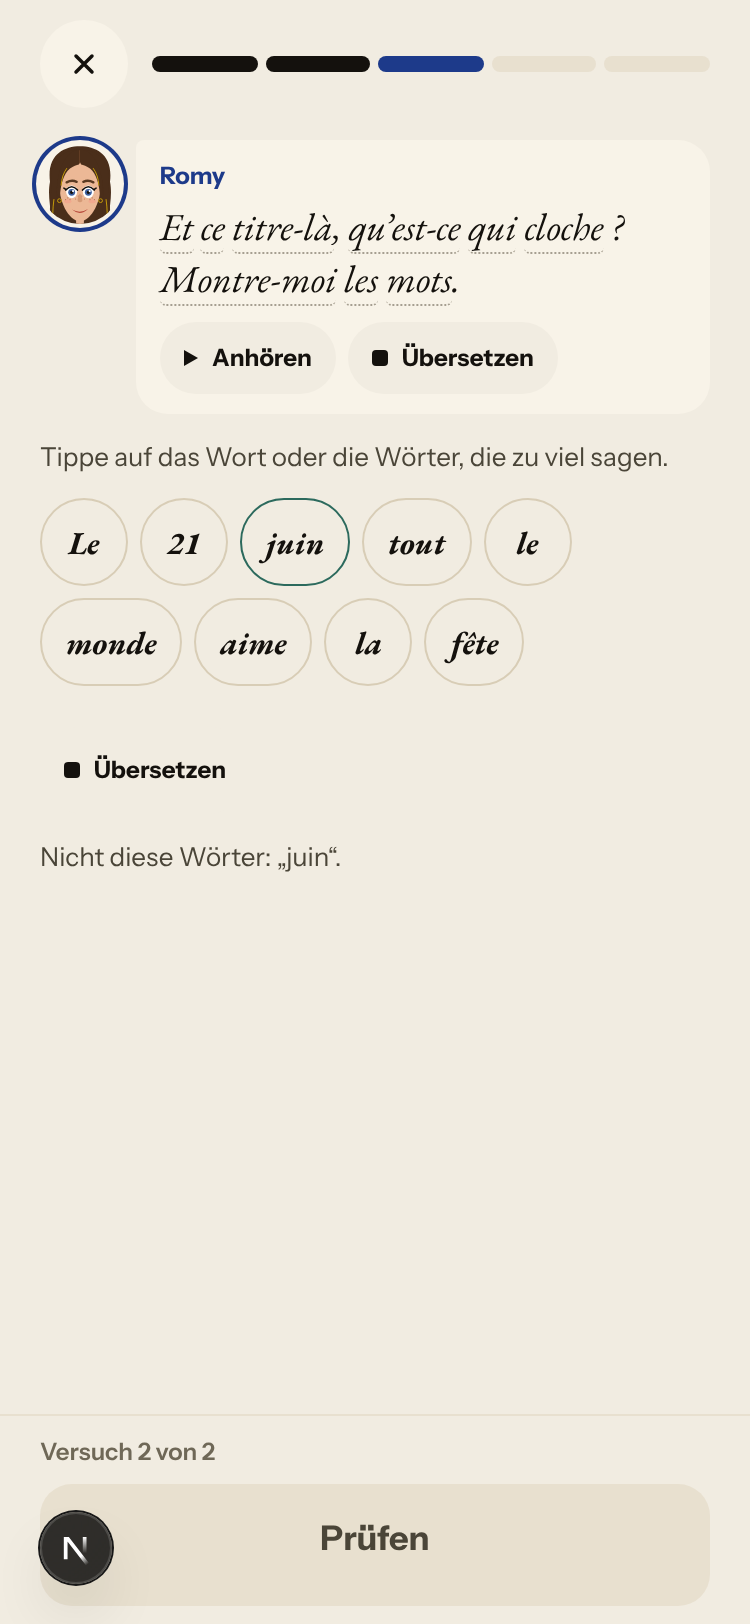 Romy
Et ce titre-là, qu’est-ce qui cloche ?
Montre-moi les mots.
Anhören
Übersetzen
Tippe auf das Wort oder die Wörter, die zu viel sagen.
Le 21 juin tout le
monde aime la fête
Übersetzen
Nicht diese Wörter: „juin“.
Versuch 2 von 2
Prüfen
N